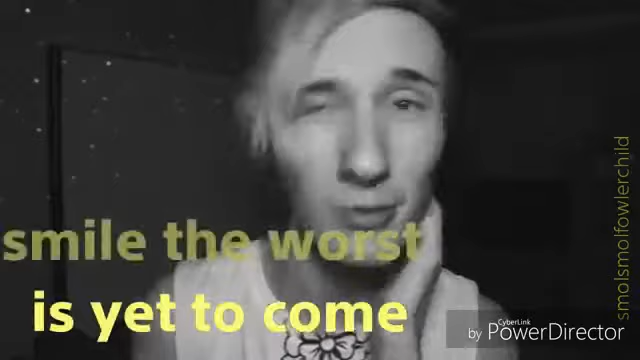 smile the worst
is yet to come
smolsmolfowlerchild
CyberLink
by PowerDirector